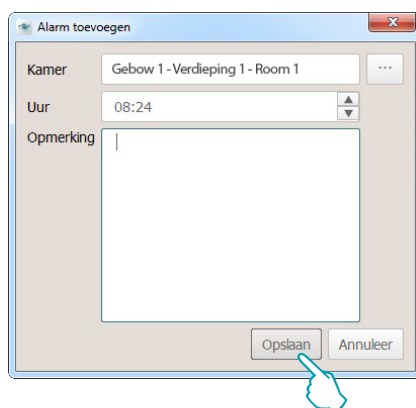 Alarm toevoegen
Kamer Gebow 1 - Verdieping 1 - Room 1 ...
Uur 08:24
Opmerking
Opslaan Annuleer